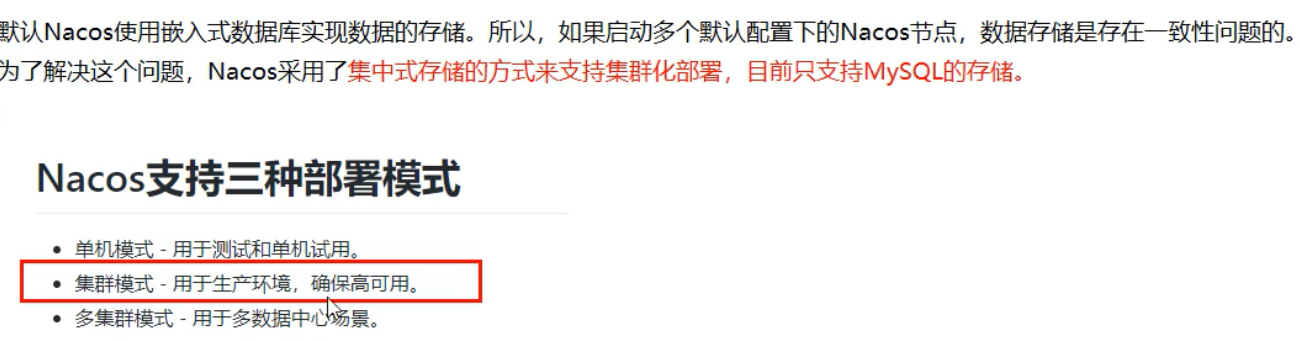 默认Nacos使用嵌入式数据库实现数据的存储。所以，如果启动多个默认配置下的Nacos节点，数据存储是存在一致性问题的。
为了解决这个问题，Nacos采用了集中式存储的方式来支持集群化部署，目前只支持MySQL的存储。
Nacos支持三种部署模式
• 单机模式 - 用于测试和单机试用。
• 集群模式 - 用于生产环境，确保高可用。
• 多集群模式 - 用于多数据中心场景。